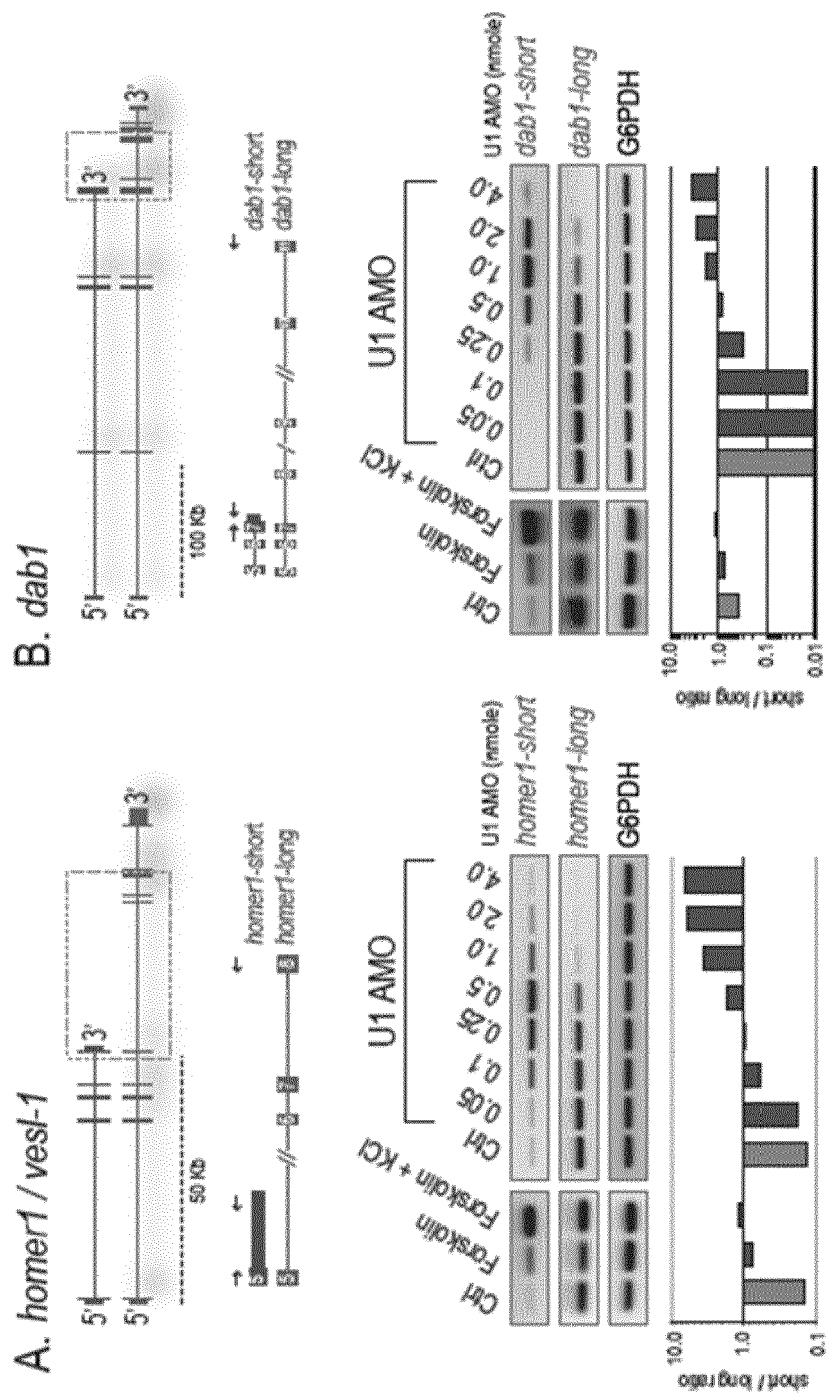 A. homer1 / vesl-1
5' 3'
5' 3'
50 Kb
homer1-short
homer1-long
U1 AMO
Ctrl Forskolin Forskolin + KCl Ctrl 0.05 0.1 0.25 0.5 1.0 2.0 4.0 U1 AMO (nmole)
homer1-short
homer1-long
G6PDH
short / long ratio
10.0
1.0
0.1
B. dab1
5' 3'
5' 3'
100 Kb
dab1-short
dab1-long
U1 AMO
Ctrl Forskolin Forskolin + KCl Ctrl 0.05 0.1 0.25 0.5 1.0 2.0 4.0 U1 AMO (nmole)
dab1-short
dab1-long
G6PDH
short / long ratio
10.0
1.0
0.1
0.01